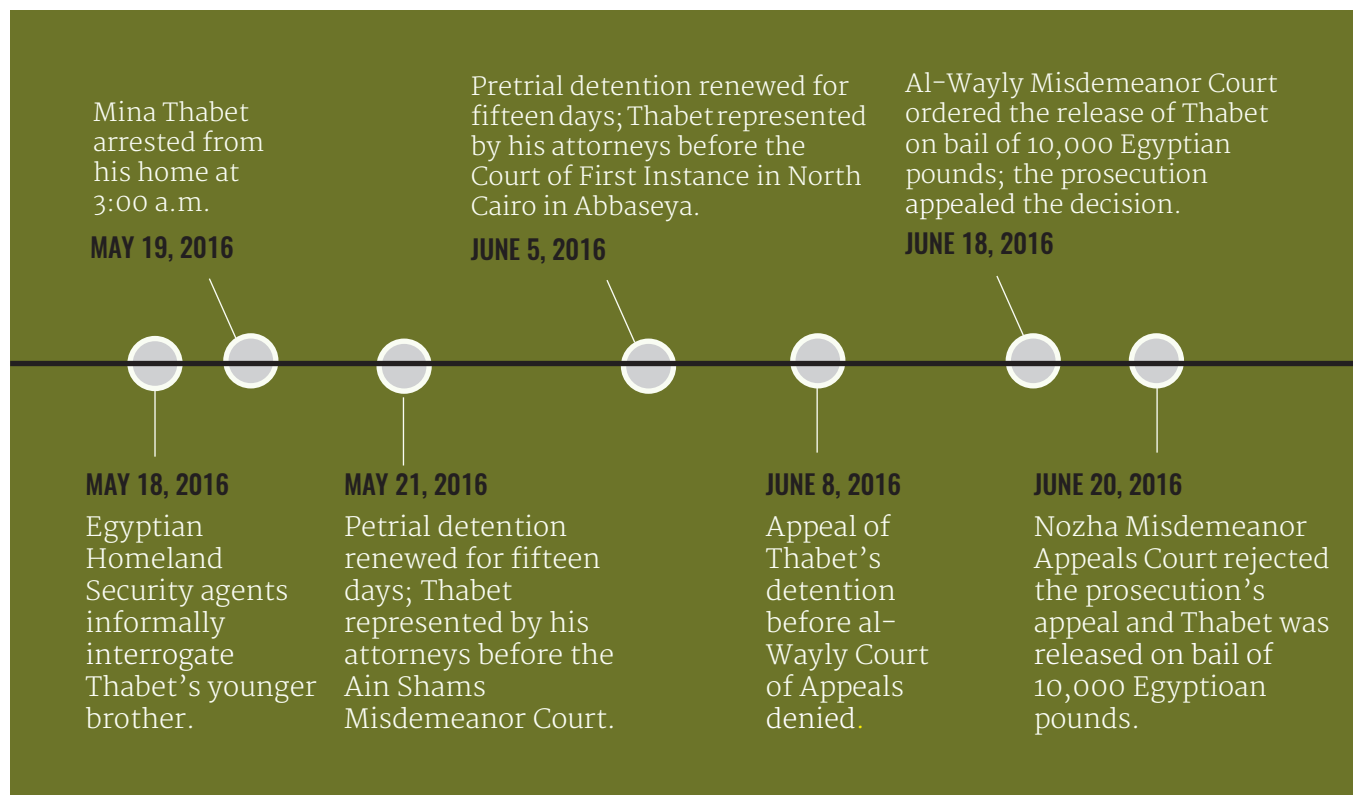 Mina Thabet
arrested from
his home at
3:00 a.m.
MAY 19, 2016
Pretrial detention renewed for
fifteen days; Thabet represented
by his attorneys before the
Court of First Instance in North
Cairo in Abbaseya.
JUNE 5, 2016
Al-Wayly Misdemeanor Court
ordered the release of Thabet
on bail of 10,000 Egyptian
pounds; the prosecution
appealed the decision.
JUNE 18, 2016
MAY 18, 2016
Egyptian
Homeland
Security agents
informally
interrogate
Thabet’s younger
brother.
MAY 21, 2016
Petrial detention
renewed for fifteen
days; Thabet
represented by his
attorneys before the
Ain Shams
Misdemeanor Court.
JUNE 8, 2016
Appeal of
Thabet’s
detention
before al-
Wayly Court
of Appeals
denied.
JUNE 20, 2016
Nozha Misdemeanor
Appeals Court rejected
the prosecution’s
appeal and Thabet was
released on bail of
10,000 Egyptioan
pounds.